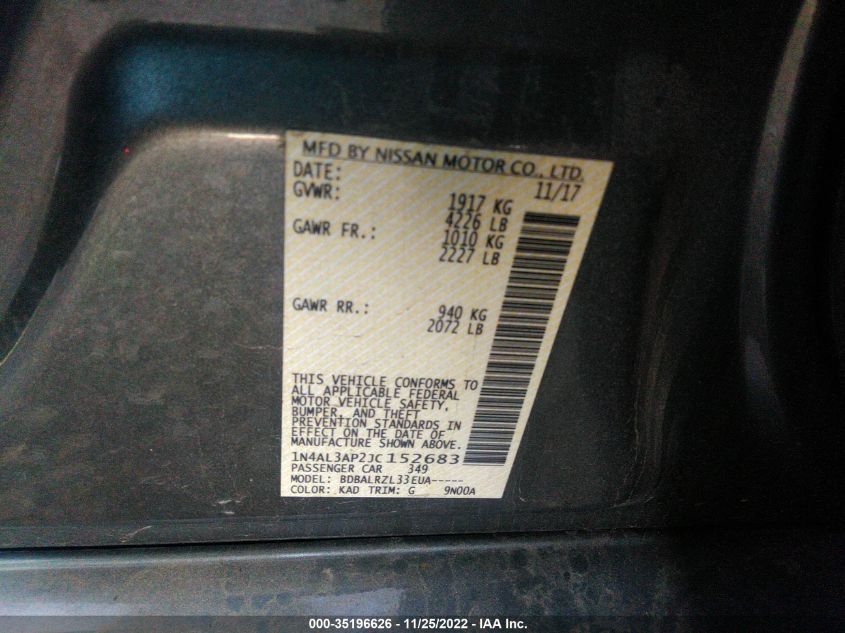 MFD BY NISSAN MOTOR CO., LTD.
DATE: 11/17
GVWR: 1917 KG
4226 LB
GAWR FR.: 1010 KG
2227 LB
GAWR RR.: 940 KG
2072 LB
THIS VEHICLE CONFORMS TO
ALL APPLICABLE FEDERAL
MOTOR VEHICLE SAFETY,
BUMPER, AND THEFT
PREVENTION STANDARDS IN
EFFECT ON THE DATE OF
MANUFACTURE SHOWN ABOVE.
1N4AL3AP2JC152683
PASSENGER CAR 349
MODEL: BDBALRZL33EUA-----
COLOR: KAD TRIM: G 9N00A
000-35196626 - 11/25/2022 - IAA Inc.